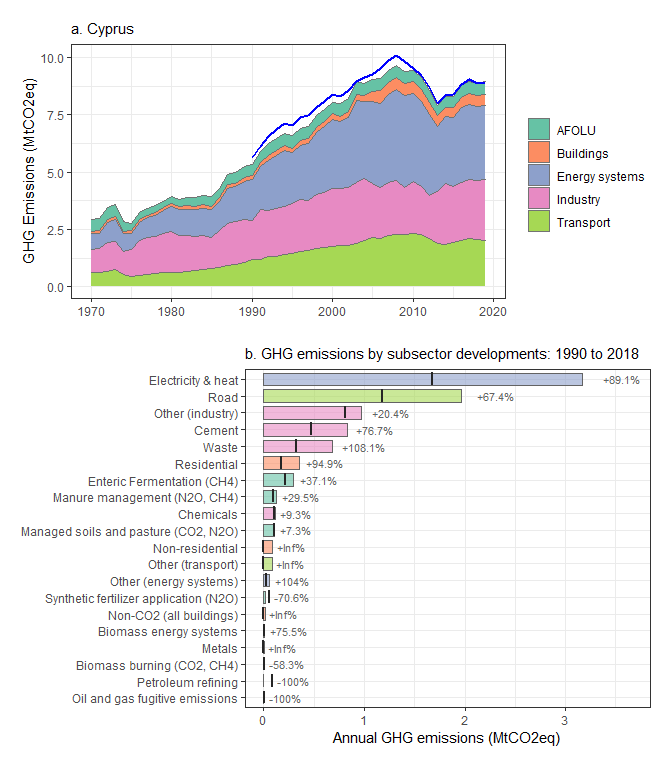 a. Cyprus
GHG Emissions (MtCO2eq)
10.0
7.5
5.0
2.5
0.0
1970
1980
1990
2000
2010
2020
AFOLU
Buildings
Energy systems
Industry
Transport
b. GHG emissions by subsector developments: 1990 to 2018
Electricity & heat +89.1%
Road +67.4%
Other (industry) +20.4%
Cement +76.7%
Waste +108.1%
Residential +94.9%
Enteric Fermentation (CH4) +37.1%
Manure management (N2O, CH4) +29.5%
Chemicals +9.3%
Managed soils and pasture (CO2, N2O) +7.3%
Non-residential +Inf%
Other (transport) +Inf%
Other (energy systems) +104%
Synthetic fertilizer application (N2O) -70.6%
Non-CO2 (all buildings) +Inf%
Biomass energy systems +75.5%
Metals +Inf%
Biomass burning (CO2, CH4) -58.3%
Petroleum refining -100%
Oil and gas fugitive emissions -100%
0
1
2
3
Annual GHG emissions (MtCO2eq)